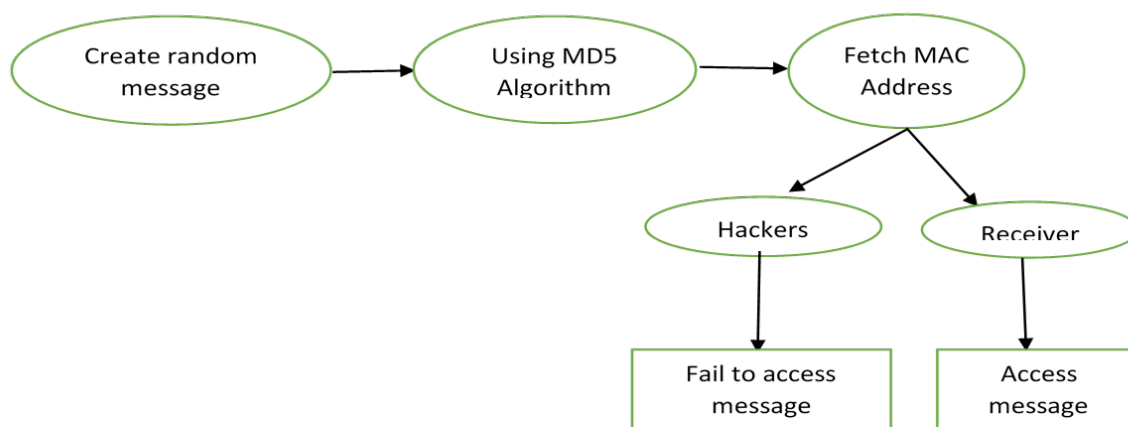 Create random
message
Using MD5
Algorithm
Fetch MAC
Address
Hackers
Receiver
Fail to access
message
Access
message